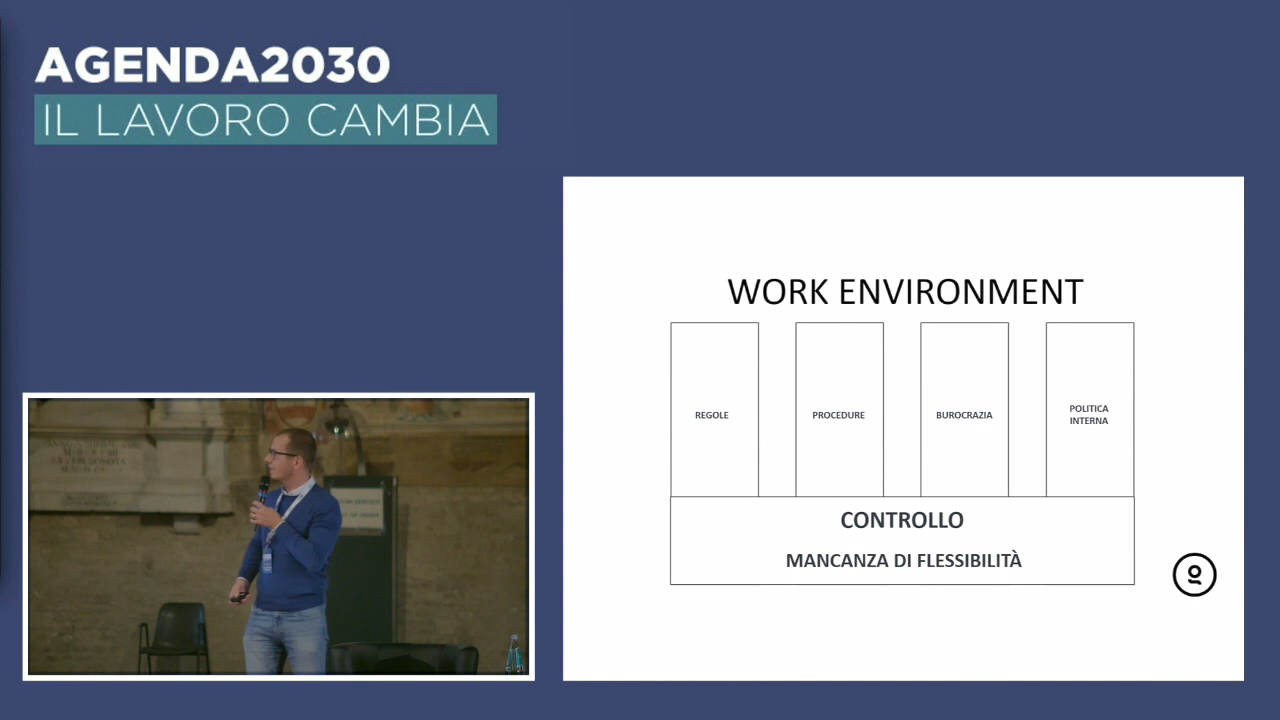 AGENDA2030
IL LAVORO CAMBIA
WORK ENVIRONMENT
REGOLE
PROCEDURE
BUROCRAZIA
POLITICA
INTERNA
CONTROLLO
MANCANZA DI FLESSIBILITÀ